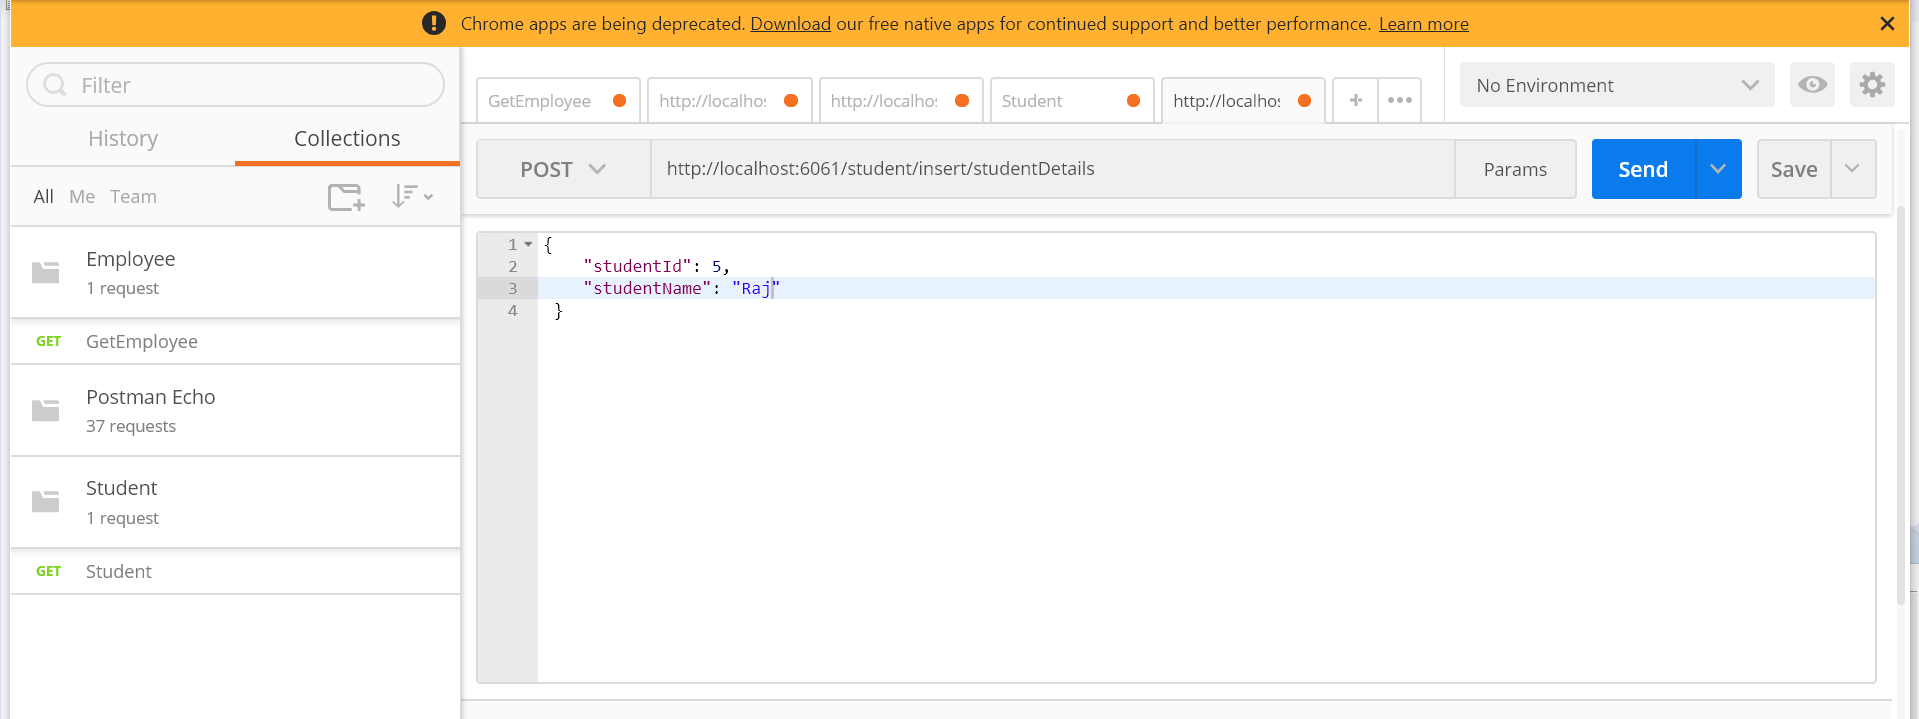 Chrome apps are being deprecated. Download our free native apps for continued support and better performance. Learn more
Filter
History Collections
All Me Team
Employee
1 request
GET GetEmployee
Postman Echo
37 requests
Student
1 request
GET Student
GetEmployee http://localhos http://localhos Student http://localhos
No Environment
POST http://localhost:6061/student/insert/studentDetails Params Send Save
1 {
2 "studentId": 5,
3 "studentName": "Raj"
4 }